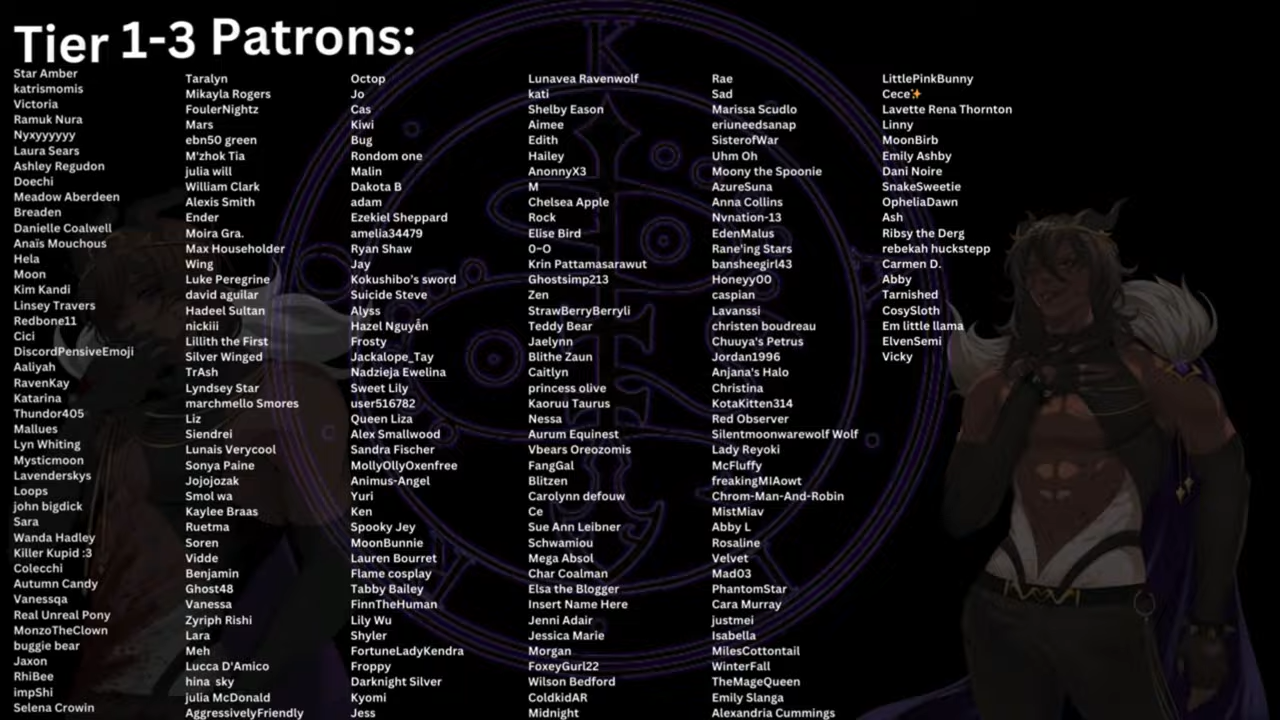 Tier 1-3 Patrons:
Star Amber
katrismomis
Victoria
Ramuk Nura
Nyxyyyyyy
Laura Sears
Ashley Regudon
Doechi
Meadow Aberdeen
Breaden
Danielle Coalwell
Anaïs Mouchous
Hela
Moon
Kim Kandi
Linsey Travers
Redbone11
Cici
DiscordPensiveEmoji
Aaliyah
RavenKay
Katarina
Thundor405
Mallues
Lyn Whiting
Mysticmoon
Lavenderskys
Loops
john bigdick
Sara
Wanda Hadley
Killer Kupid :3
Colecchi
Autumn Candy
Vanessqa
Real Unreal Pony
MonzoTheClown
buggie bear
Jaxon
RhiBee
impShi
Selena Crowin
Taralyn
Mikayla Rogers
FoulerNightz
Mars
ebn50 green
M'zhok Tia
julia will
William Clark
Alexis Smith
Ender
Moira Gra.
Max Householder
Wing
Luke Peregrine
david aguilar
Hadeel Sultan
nickiii
Lillith the First
Silver Winged
TrAsh
Lyndsey Star
marchmello Smores
Liz
Siendrei
Lunais Verycool
Sonya Paine
Jojojozak
Smol wa
Kaylee Braas
Ruetma
Soren
Vidde
Benjamin
Ghost48
Vanessa
Zyriph Rishi
Lara
Meh
Lucca D'Amico
hina sky
julia McDonald
AggressivelyFriendly
Octop
Jo
Cas
Kiwi
Bug
Rondom one
Malin
Dakota B
adam
Ezekiel Sheppard
amelia34479
Ryan Shaw
Jay
Kokushibo's sword
Suicide Steve
Alyss
Hazel Nguyễn
Frosty
Jackalope_Tay
Nadzieja Ewelina
Sweet Lily
user516782
Queen Liza
Alex Smallwood
Sandra Fischer
MollyOllyOxenfree
Animus-Angel
Yuri
Ken
Spooky Jey
MoonBunnie
Lauren Bourret
Flame cosplay
Tabby Bailey
FinnTheHuman
Lily Wu
Shyler
FortuneLadyKendra
Froppy
Darknight Silver
Kyomi
Jess
Lunavea Ravenwolf
kati
Shelby Eason
Aimee
Edith
Hailey
AnonnyX3
M
Chelsea Apple
Rock
Elise Bird
O-O
Krin Pattamasarawut
Ghostsimp213
Zen
StrawBerryBerryli
Teddy Bear
Jaelynn
Blithe Zaun
Caitlyn
princess olive
Kaoruu Taurus
Nessa
Aurum Equinest
Vbears Oreozomis
FangGal
Blitzen
Carolynn defouw
Ce
Sue Ann Leibner
Schwamiou
Mega Absol
Char Coalman
Elsa the Blogger
Insert Name Here
Jenni Adair
Jessica Marie
Morgan
FoxeyGurl22
Wilson Bedford
ColdkidAR
Midnight
Rae
Sad
Marissa Scudlo
eriuneedsanap
SisterofWar
Uhm Oh
Moony the Spoonie
AzureSuna
Anna Collins
Nvnation-13
EdenMalus
Rane'ing Stars
bansheegirl43
Honeyy00
caspian
Lavanssi
christen boudreau
Chuuya's Petrus
Jordan1996
Anjana's Halo
Christina
KotaKitten314
Red Observer
Silentmoonwarewolf Wolf
Lady Reyoki
McFluffy
freakingMIAowt
Chrom-Man-And-Robin
MistMiav
Abby L
Rosaline
Velvet
Mad03
PhantomStar
Cara Murray
justmei
Isabella
MilesCottontail
WinterFall
TheMageQueen
Emily Slanga
Alexandria Cummings
LittlePinkBunny
Cece✨
Lavette Rena Thornton
Linny
MoonBirb
Emily Ashby
Dani Noire
SnakeSweetie
OpheliaDawn
Ash
Ribsy the Derg
rebekah huckstepp
Carmen D.
Abby
Tarnished
CosySloth
Em little llama
ElvenSemi
Vicky